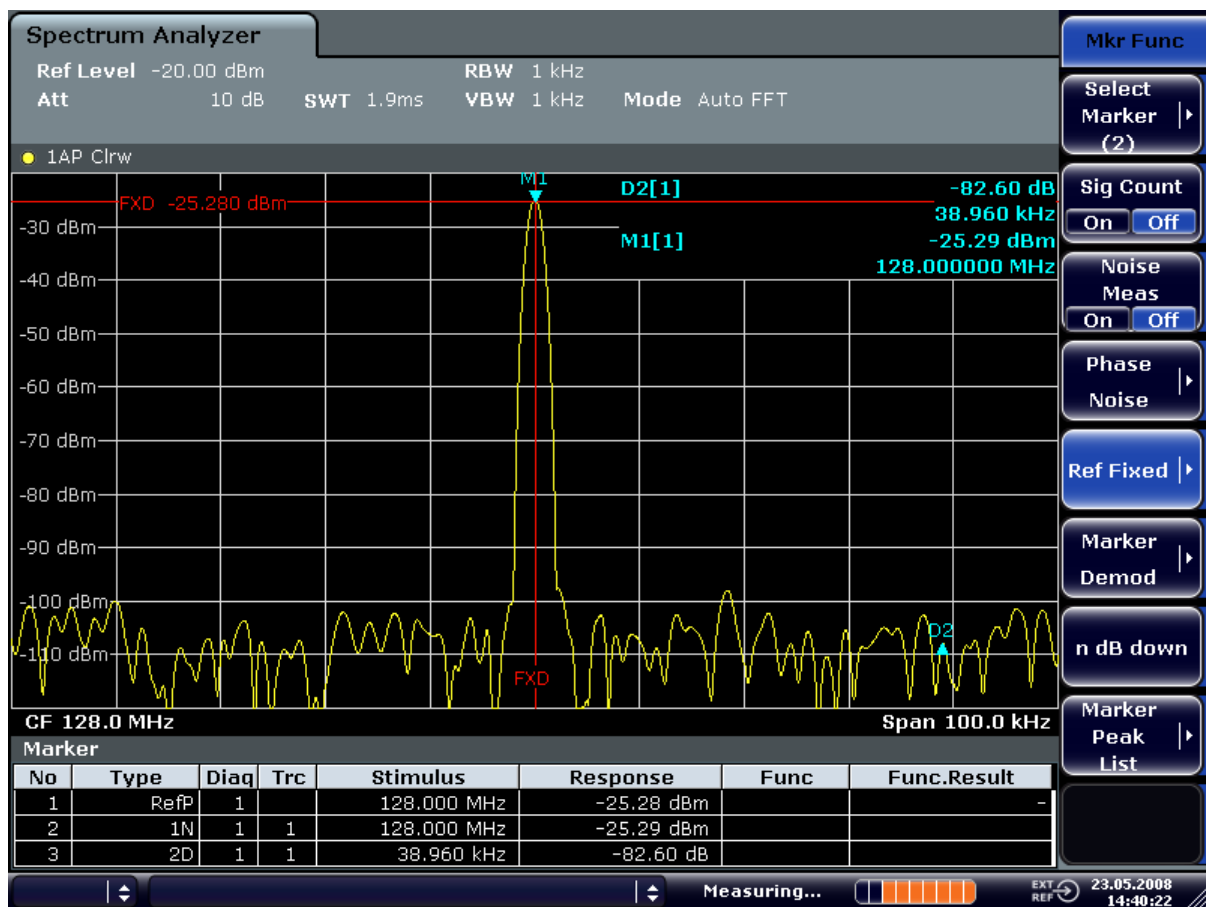 Spectrum Analyzer
Ref Level -20.00 dBm RBW 1 kHz
Att 10 dB SWT 1.9ms VBW 1 kHz Mode Auto FFT
1AP Clrw
M1 D2[1] -82.60 dB
FXD -25.280 dBm 38.960 kHz
-30 dBm M1[1] -25.29 dBm
128.000000 MHz
-40 dBm
-50 dBm
-60 dBm
-70 dBm
-80 dBm
-90 dBm
-100 dBm
D2
-110 dBm
FXD
CF 128.0 MHz Span 100.0 kHz
Marker
No Type Diaq Trc Stimulus Response Func Func.Result
1 RefP 1 128.000 MHz -25.28 dBm -
2 1N 1 1 128.000 MHz -25.29 dBm
3 2D 1 1 38.960 kHz -82.60 dB
Mkr Func
Select
Marker
(2)
Sig Count
On Off
Noise
Meas
On Off
Phase
Noise
Ref Fixed
Marker
Demod
n dB down
Marker
Peak
List
Measuring...
EXT
REF
23.05.2008
14:40:22